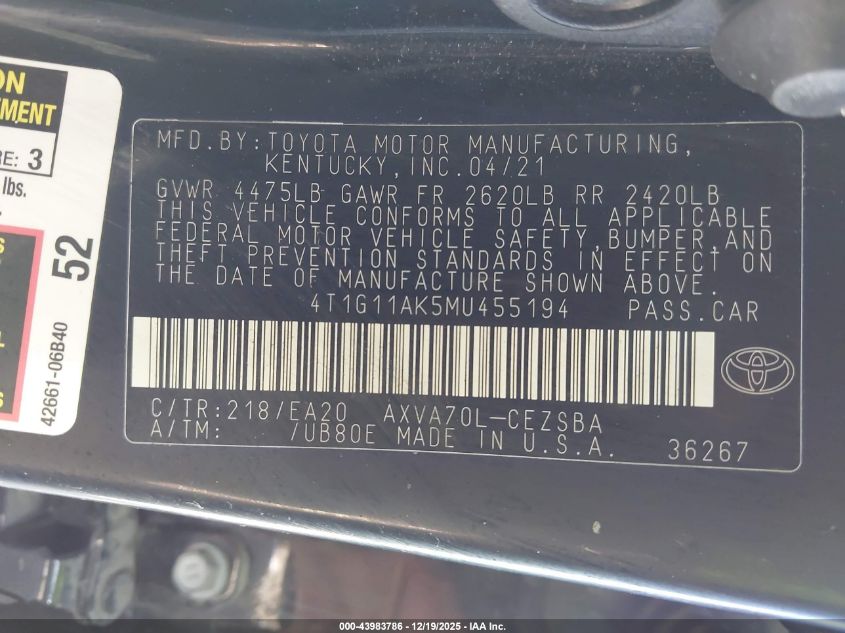 MFD.BY:TOYOTA MOTOR MANUFACTURING,
KENTUCKY,INC.04/21
GVWR 4475LB GAWR FR 2620LB RR 2420LB
THIS VEHICLE CONFORMS TO ALL APPLICABLE
FEDERAL MOTOR VEHICLE SAFETY,BUMPER,AND
THEFT PREVENTION STANDARDS IN EFFECT ON
THE DATE OF MANUFACTURE SHOWN ABOVE.
4T1G11AK5MU455194 PASS.CAR
C/TR:218/EA20 AXVA70L-CEZSBA
A/TM: /UB80E MADE IN U.S.A. 36267
3
lbs.
52
42661-06B40
000-43983786 - 12/19/2025 - IAA Inc.